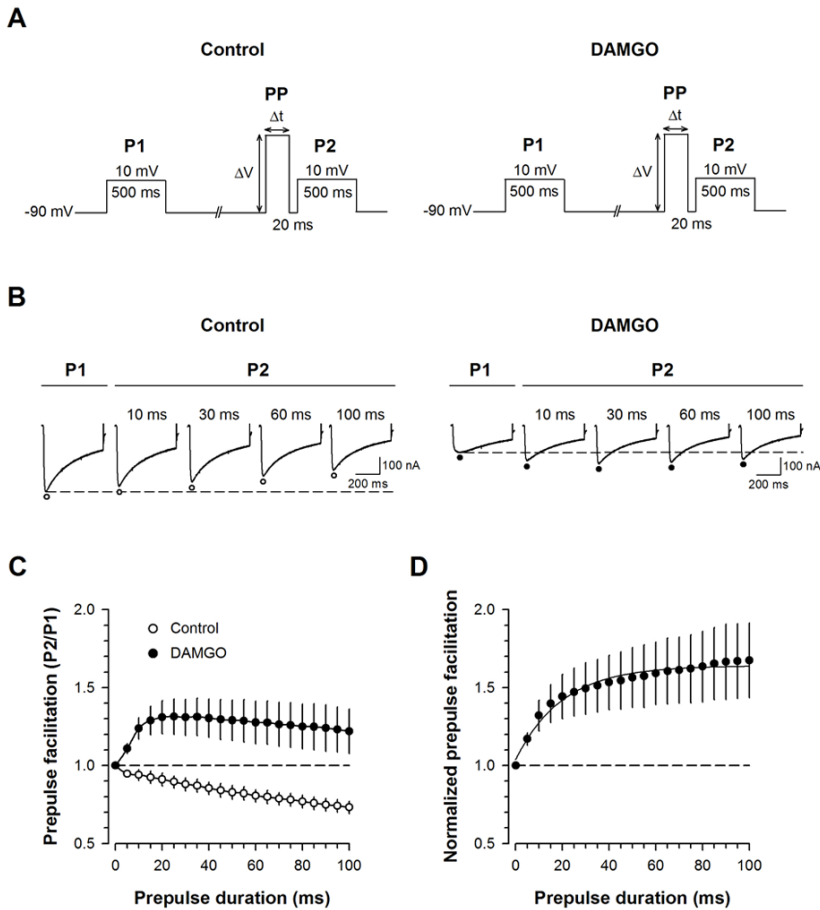 A
Control
DAMGO
PP
Δt
P1
P2
10 mV
ΔV
10 mV
500 ms
500 ms
-90 mV
20 ms
PP
Δt
P1
P2
10 mV
ΔV
10 mV
500 ms
500 ms
-90 mV
20 ms
B
Control
DAMGO
P1
P2
P1
P2
10 ms
30 ms
60 ms
100 ms
10 ms
30 ms
60 ms
100 ms
100 nA
200 ms
100 nA
200 ms
C
Prepulse facilitation (P2/P1)
2.0
1.5
1.0
0.5
Control
DAMGO
0 20 40 60 80 100
Prepulse duration (ms)
D
Normalized prepulse facilitation
2.0
1.5
1.0
0.5
0 20 40 60 80 100
Prepulse duration (ms)